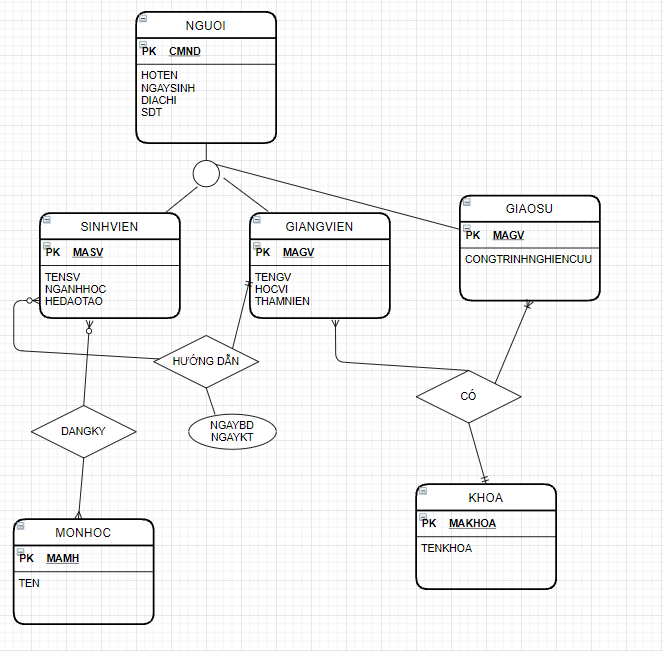 NGUOI
PK CMND
HOTEN
NGAYSINH
DIACHI
SDT
SINHVIEN
PK MASV
TENSV
NGANHHOC
HEDAOTAO
GIANGVIEN
PK MAGV
TENGV
HOCVI
THAMNIEN
GIAOSU
PK MAGV
CONGTRINHNGHIENCUU
HƯỚNG DẪN
NGAYBD
NGAYKT
DANGKY
CÓ
MONHOC
PK MAMH
TEN
KHOA
PK MAKHOA
TENKHOA